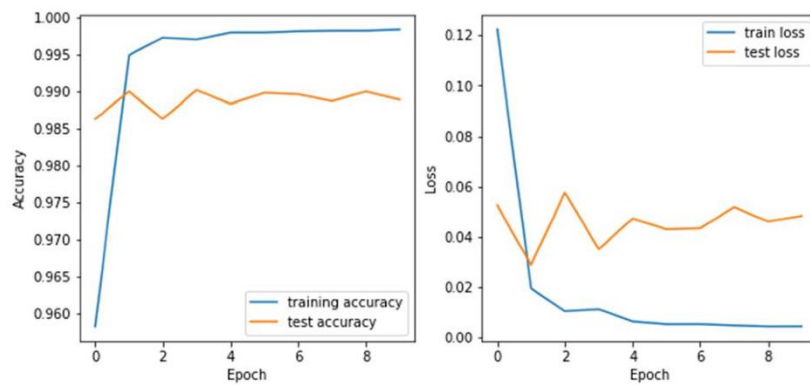 1.000
0.995
0.990
0.985
0.980
0.975
0.970
0.965
0.960
Accuracy
0 2 4 6 8
Epoch
training accuracy
test accuracy
0.12
0.10
0.08
0.06
0.04
0.02
0.00
Loss
0 2 4 6 8
Epoch
train loss
test loss